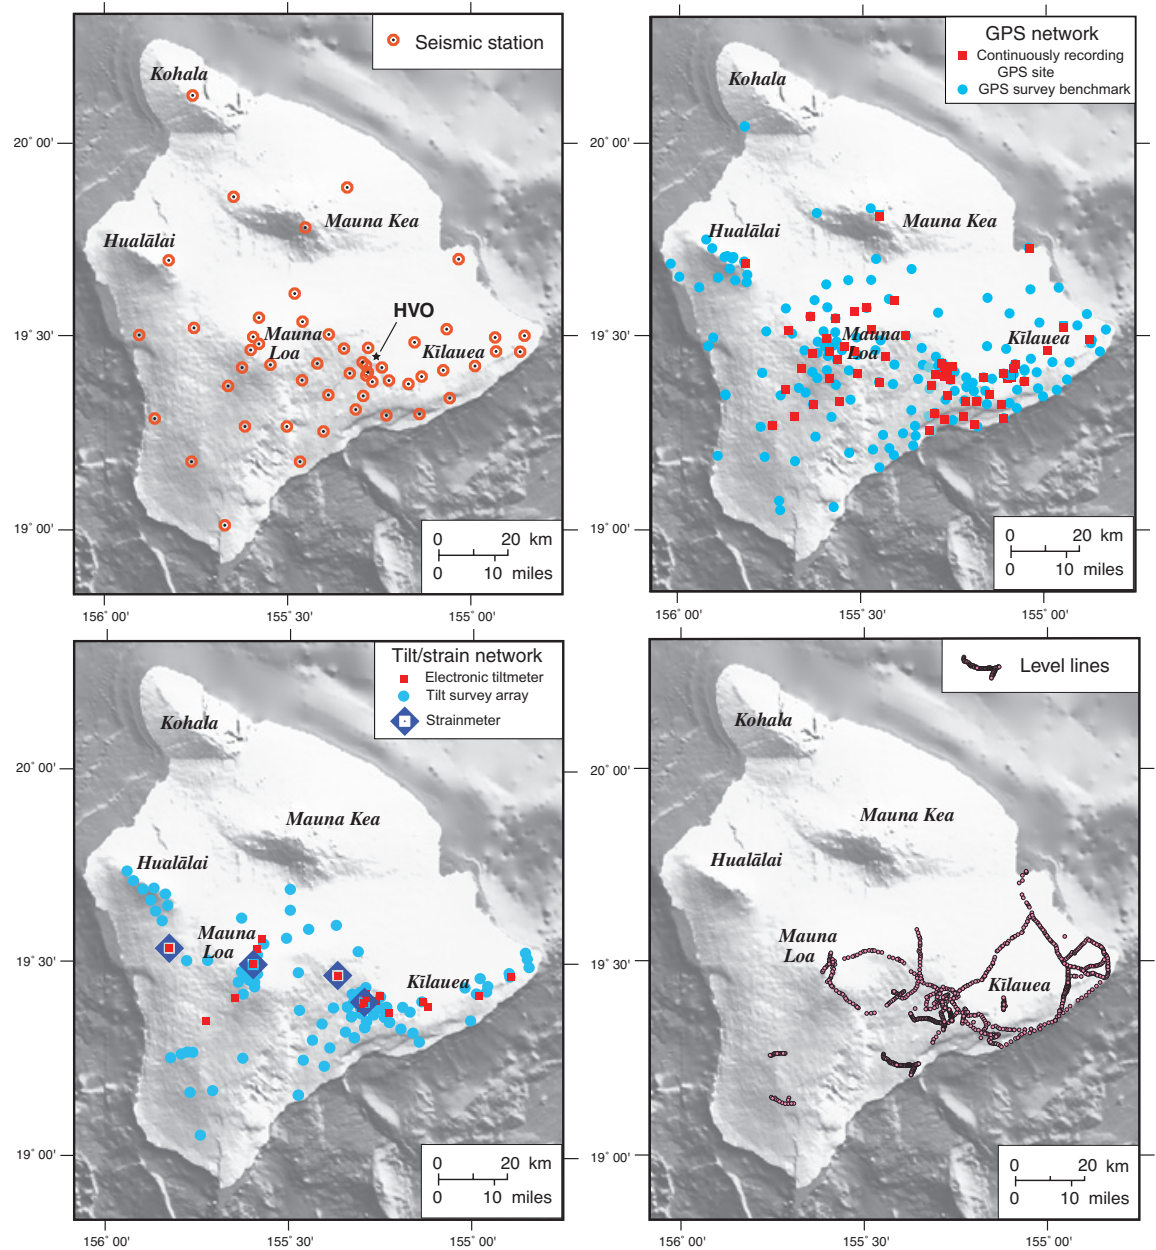 Seismic station
Kohala
20° 00'
Mauna Kea
Hualālai
HVO
19° 30'
Mauna
Loa
Kīlauea
19° 00'
0 20 km
0 10 miles
156° 00' 155° 30' 155° 00'
GPS network
Continuously recording
GPS site
GPS survey benchmark
Kohala
20° 00'
Mauna Kea
Hualālai
19° 30'
Mauna
Loa
Kīlauea
19° 00'
0 20 km
0 10 miles
156° 00' 155° 30' 155° 00'
Tilt/strain network
Electronic tiltmeter
Tilt survey array
Strainmeter
Kohala
20° 00'
Mauna Kea
Hualālai
Mauna
Loa
19° 30'
Kīlauea
19° 00'
0 20 km
0 10 miles
156° 00' 155° 30' 155° 00'
Level lines
Kohala
20° 00'
Mauna Kea
Hualālai
Mauna
Loa
19° 30'
Kīlauea
19° 00'
0 20 km
0 10 miles
156° 00' 155° 30' 155° 00'